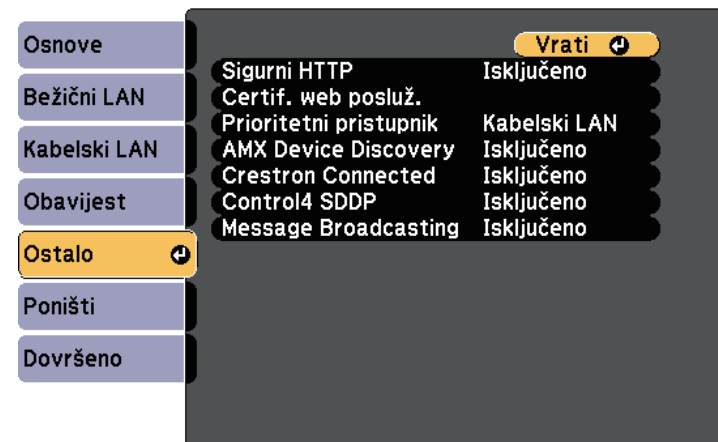 Osnove
Bežični LAN
Kabelski LAN
Obavijest
Ostalo
Poništi
Dovršeno
Vrati
Sigurni HTTP Isključeno
Certif. web posluž.
Prioritetni pristupnik Kabelski LAN
AMX Device Discovery Isključeno
Crestron Connected Isključeno
Control4 SDDP Isključeno
Message Broadcasting Isključeno